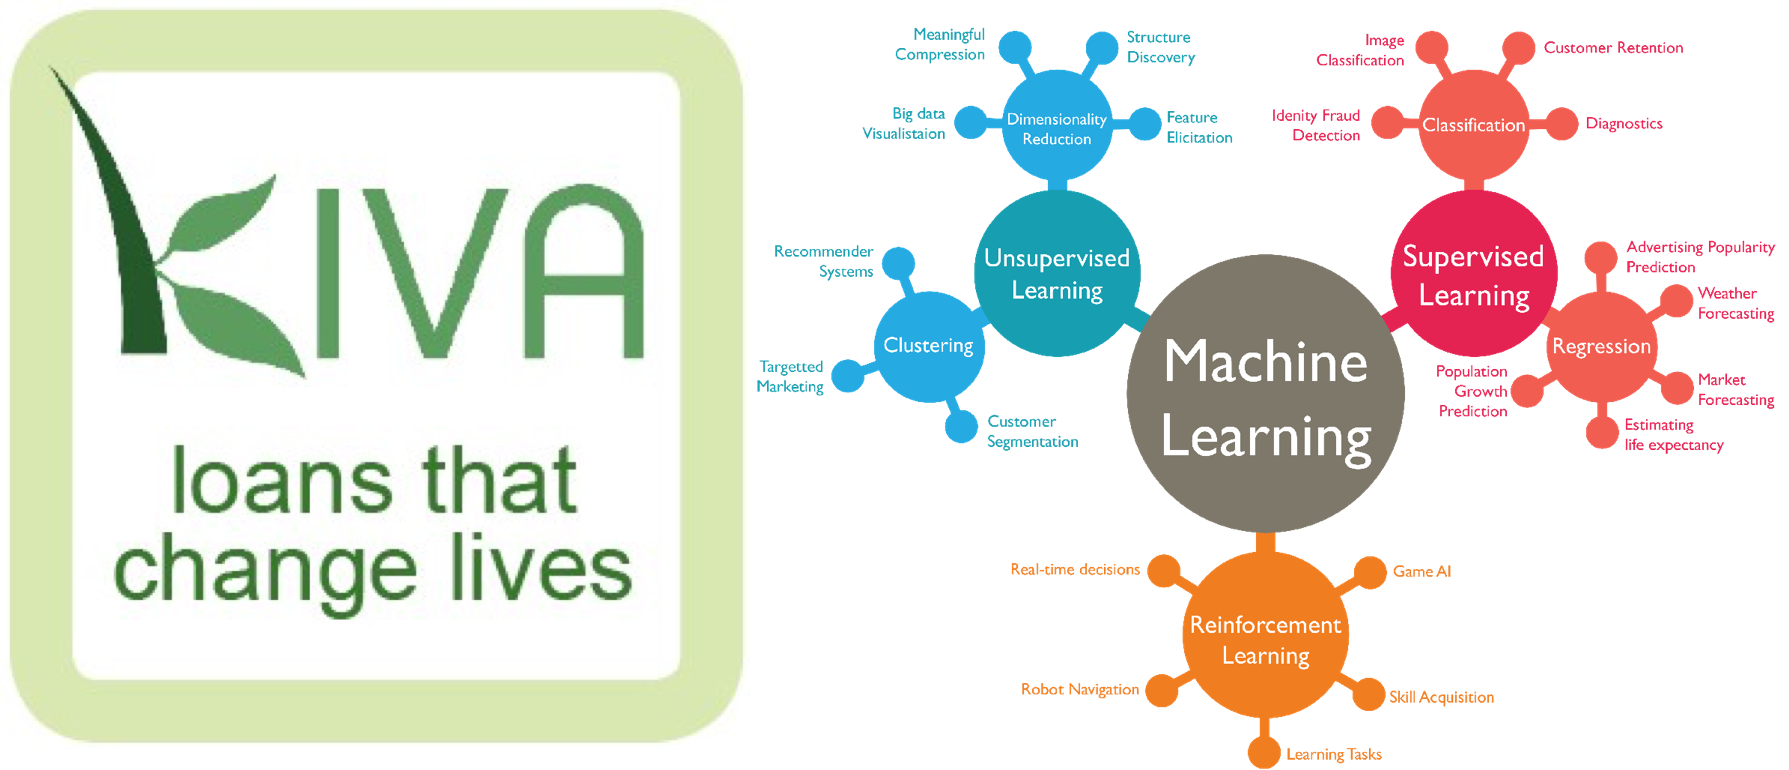 KIVA
loans that
change lives
Meaningful
Compression
Structure
Discovery
Big data
Visualistaion
Dimensionality
Reduction
Feature
Elicitation
Unsupervised
Learning
Recommender
Systems
Clustering
Targetted
Marketing
Customer
Segmentation
Machine
Learning
Image
Classification
Customer Retention
Idenity Fraud
Detection
Classification
Diagnostics
Supervised
Learning
Advertising Popularity
Prediction
Weather
Forecasting
Regression
Population
Growth
Prediction
Market
Forecasting
Estimating
life expectancy
Real-time decisions
Game AI
Reinforcement
Learning
Robot Navigation
Skill Acquisition
Learning Tasks